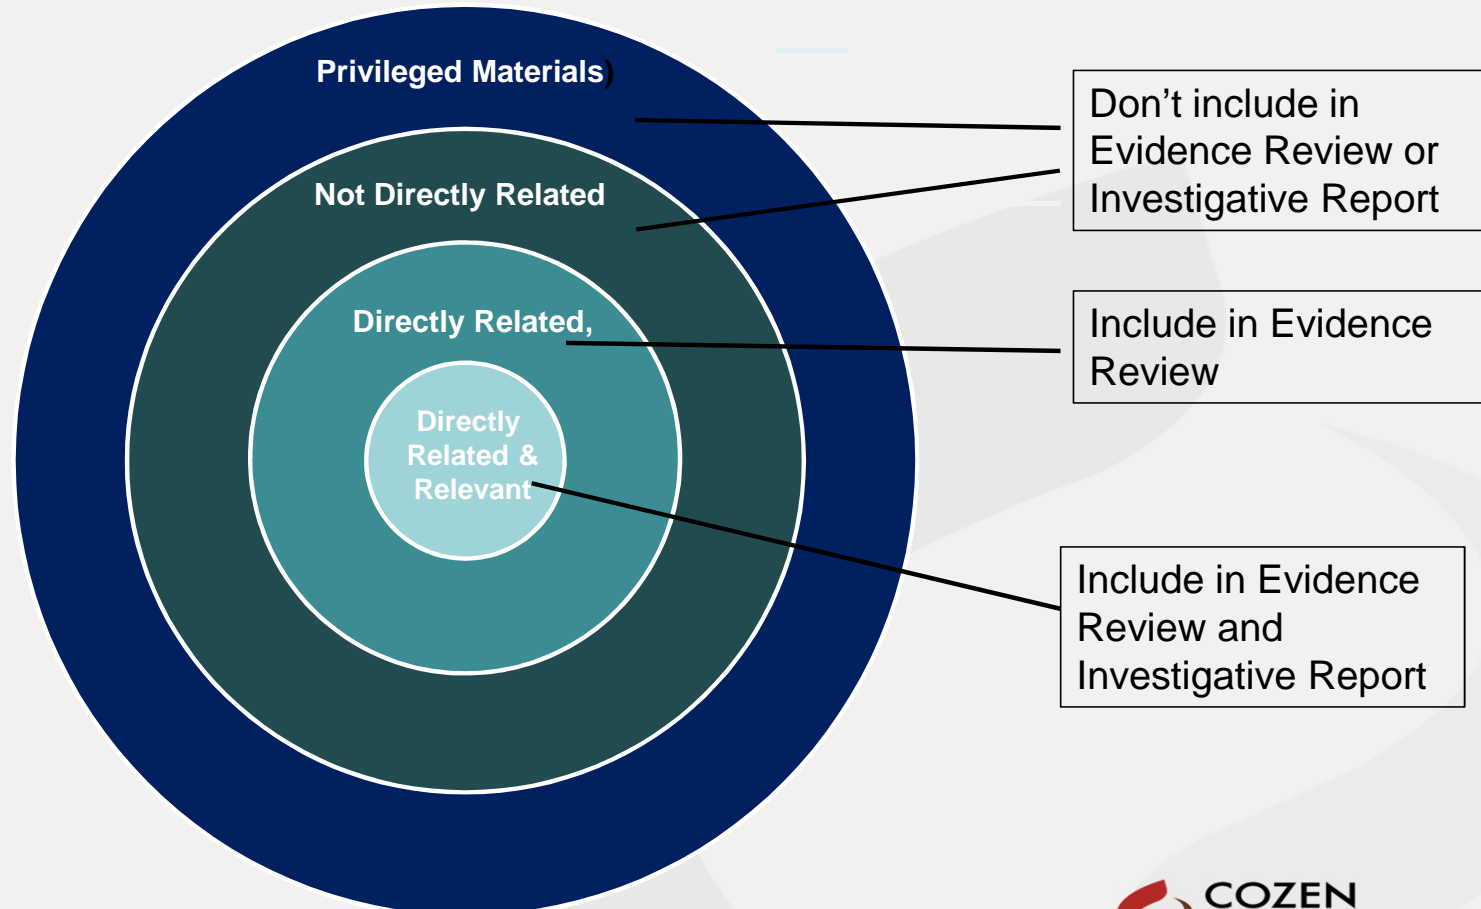 Privileged Materials)
Not Directly Related
Directly Related,
Directly
Related &
Relevant
Don’t include in
Evidence Review or
Investigative Report
Include in Evidence
Review
Include in Evidence
Review and
Investigative Report
COZEN